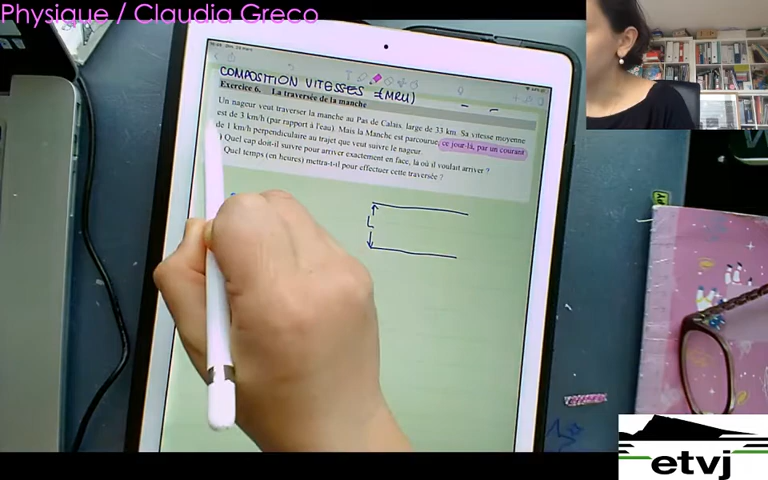 Physique / Claudia Greco
COMPOSITION VITESSES (MRU)
Exercice 6. La traversée de la manche
Un nageur veut traverser la manche au Pas de Calais, large de 33 km. Sa vitesse moyenne
est de 3 km/h (par rapport à l'eau). Mais la Manche est parcourue, ce jour-là, par un courant
de 1 km/h perpendiculaire au trajet que veut suivre le nageur.
) Quel cap doit-il suivre pour arriver exactement en face, là où il voulait arriver ?
Quel temps (en heures) mettra-t-il pour effectuer cette traversée ?
L
etvj